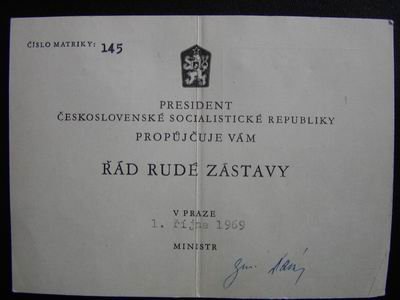 ČÍSLO MATRIKY: 145
PRESIDENT
ČESKOSLOVENSKÉ SOCIALISTICKÉ REPUBLIKY
PROPŮJČUJE VÁM
ŘÁD RUDÉ ZÁSTAVY
V PRAZE
1. října 1969
MINISTR